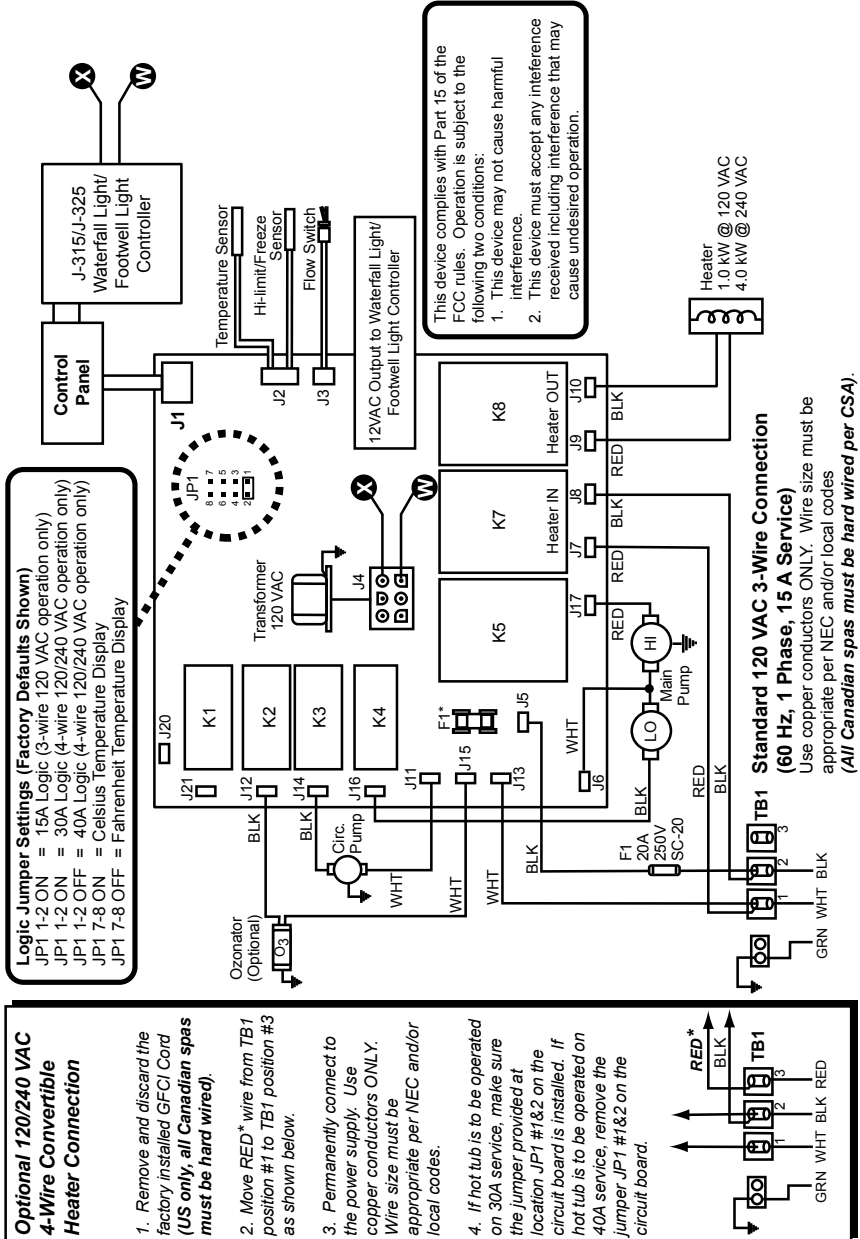 Optional 120/240 VAC
4-Wire Convertible
Heater Connection
1. Remove and discard the
factory installed GFCI Cord
(US only, all Canadian spas
must be hard wired).
2. Move RED* wire from TB1
position #1 to TB1 position #3
as shown below.
3. Permanently connect to
the power supply. Use
copper conductors ONLY.
Wire size must be
appropriate per NEC and/or
local codes.
4. If hot tub is to be operated
on 30A service, make sure
the jumper provided at
location JP1 #1&2 on the
circuit board is installed. If
hot tub is to be operated on
40A service, remove the
jumper JP1 #1&2 on the
circuit board.
RED*
BLK
TB1
1
2
3
GRN
WHT
BLK
RED
Logic Jumper Settings (Factory Defaults Shown)
JP1 1-2 ON = 15A Logic (3-wire 120 VAC operation only)
JP1 1-2 ON = 30A Logic (4-wire 120/240 VAC operation only)
JP1 1-2 OFF = 40A Logic (4-wire 120/240 VAC operation only)
JP1 7-8 ON = Celsius Temperature Display
JP1 7-8 OFF = Fahrenheit Temperature Display
Control
Panel
J-315/J-325
Waterfall Light/
Footwell Light
Controller
X
W
J1
JP1
8 7
6 5
4 3
2 1
Temperature Sensor
Hi-limit/Freeze
Sensor
Flow Switch
J2
J3
12VAC Output to Waterfall Light/
Footwell Light Controller
Transformer
120 VAC
J4
X
W
J20
J21
K1
J12
K2
J14
K3
J16
K4
BLK
BLK
Circ.
Pump
WHT
Ozonator
(Optional)
O3
J11
J15
J13
F1*
J5
J6
WHT
WHT
WHT
BLK
BLK
F1
20A
250V
SC-20
K5
K7
K8
Heater IN
Heater OUT
J17
J7
J8
J9
J10
RED
RED
BLK
RED
BLK
LO
HI
Main
Pump
RED
BLK
Heater
1.0 kW @ 120 VAC
4.0 kW @ 240 VAC
This device complies with Part 15 of the
FCC rules. Operation is subject to the
following two conditions:
1. This device may not cause harmful
interference.
2. This device must accept any inteference
received including interference that may
cause undesired operation.
TB1
1
2
3
GRN
WHT
BLK
Standard 120 VAC 3-Wire Connection
(60 Hz, 1 Phase, 15 A Service)
Use copper conductors ONLY. Wire size must be
appropriate per NEC and/or local codes
(All Canadian spas must be hard wired per CSA).